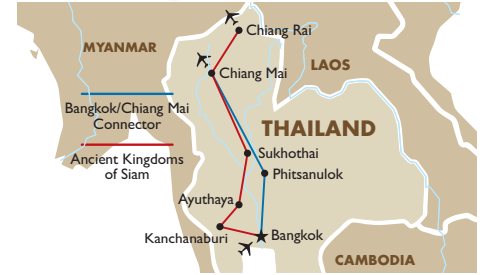 Chiang Rai
MYANMAR
LAOS
Chiang Mai
Bangkok/Chiang Mai
Connector
THAILAND
Ancient Kingdoms
of Siam
Sukhothai
Phitsanulok
Ayuthaya
Kanchanaburi
Bangkok
CAMBODIA